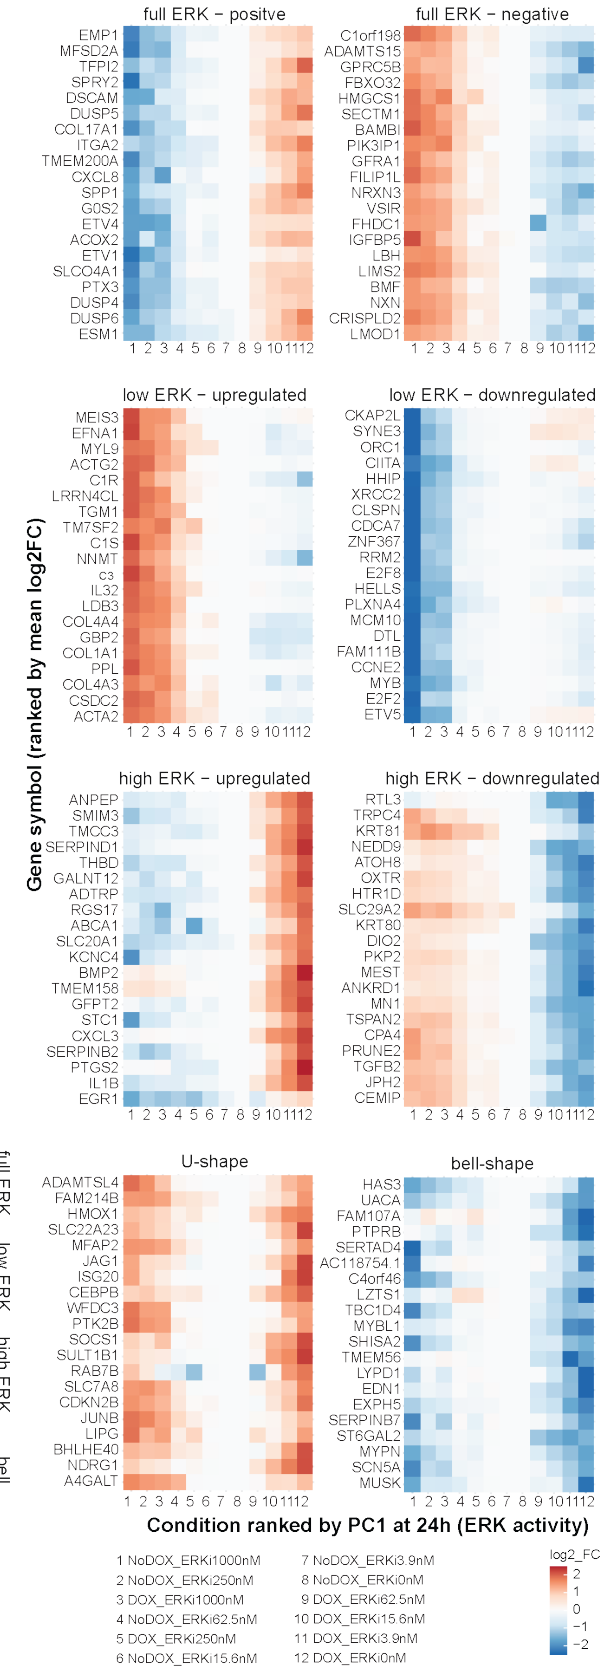 full ERK – positve
EMP1
MFSD2A
TFPI2
SPRY2
DSCAM
DUSP5
COL17A1
ITGA2
TMEM200A
CXCL8
SPP1
G0S2
ETV4
ACOX2
ETV1
SLCO4A1
PTX3
DUSP4
DUSP6
ESM1
1 2 3 4 5 6 7 8 9 10 11 12
full ERK – negative
C1orf198
ADAMTS15
GPRC5B
FBXO32
HMGCS1
SECTM1
BAMBI
PIK3IP1
GFRA1
FILIP1L
NRXN3
VSIR
FHDC1
IGFBP5
LBH
LIMS2
BMF
NXN
CRISPLD2
LMOD1
1 2 3 4 5 6 7 8 9 10 11 12
low ERK – upregulated
MEIS3
EFNA1
MYL9
ACTG2
C1R
LRRN4CL
TGM1
TM7SF2
C1S
NNMT
c3
IL32
LDB3
COL4A4
GBP2
COL1A1
PPL
COL4A3
CSDC2
ACTA2
1 2 3 4 5 6 7 8 9 10 11 12
low ERK – downregulated
CKAP2L
SYNE3
ORC1
CIITA
HHIP
XRCC2
CLSPN
CDCA7
ZNF367
RRM2
E2F8
HELLS
PLXNA4
MCM10
DTL
FAM111B
CCNE2
MYB
E2F2
ETV5
1 2 3 4 5 6 7 8 9 10 11 12
Gene symbol (ranked by mean log2FC)
high ERK – upregulated
ANPEP
SMIM3
TMCC3
SERPIND1
THBD
GALNT12
ADTRP
RGS17
ABCA1
SLC20A1
KCNC4
BMP2
TMEM158
GFPT2
STC1
CXCL3
SERPINB2
PTGS2
IL1B
EGR1
1 2 3 4 5 6 7 8 9 10 11 12
high ERK – downregulated
RTL3
TRPC4
KRT81
NEDD9
ATOH8
OXTR
HTR1D
SLC29A2
KRT80
DIO2
PKP2
MEST
ANKRD1
MN1
TSPAN2
CPA4
PRUNE2
TGFB2
JPH2
CEMIP
1 2 3 4 5 6 7 8 9 10 11 12
U-shape
ADAMTSL4
FAM214B
HMOX1
SLC22A23
MFAP2
JAG1
ISG20
CEBPB
WFDC3
PTK2B
SOCS1
SULT1B1
RAB7B
SLC7A8
CDKN2B
JUNB
LIPG
BHLHE40
NDRG1
A4GALT
1 2 3 4 5 6 7 8 9 10 11 12
bell-shape
HAS3
UACA
FAM107A
PTPRB
SERTAD4
AC118754.1
C4orf46
LZTS1
TBC1D4
MYBL1
SHISA2
TMEM56
LYPD1
EDN1
EXPH5
SERPINB7
ST6GAL2
MYPN
SCN5A
MUSK
1 2 3 4 5 6 7 8 9 10 11 12
full ERK
low ERK
high ERK
bell
Condition ranked by PC1 at 24h (ERK activity)
1 NoDOX_ERKi1000nM
2 NoDOX_ERKi250nM
3 DOX_ERKi1000nM
4 NoDOX_ERKi62.5nM
5 DOX_ERKi250nM
6 NoDOX_ERKi15.6nM
7 NoDOX_ERKi3.9nM
8 NoDOX_ERKi0nM
9 DOX_ERKi62.5nM
10 DOX_ERKi15.6nM
11 DOX_ERKi3.9nM
12 DOX_ERKi0nM
log2_FC
2
1
0
−1
−2